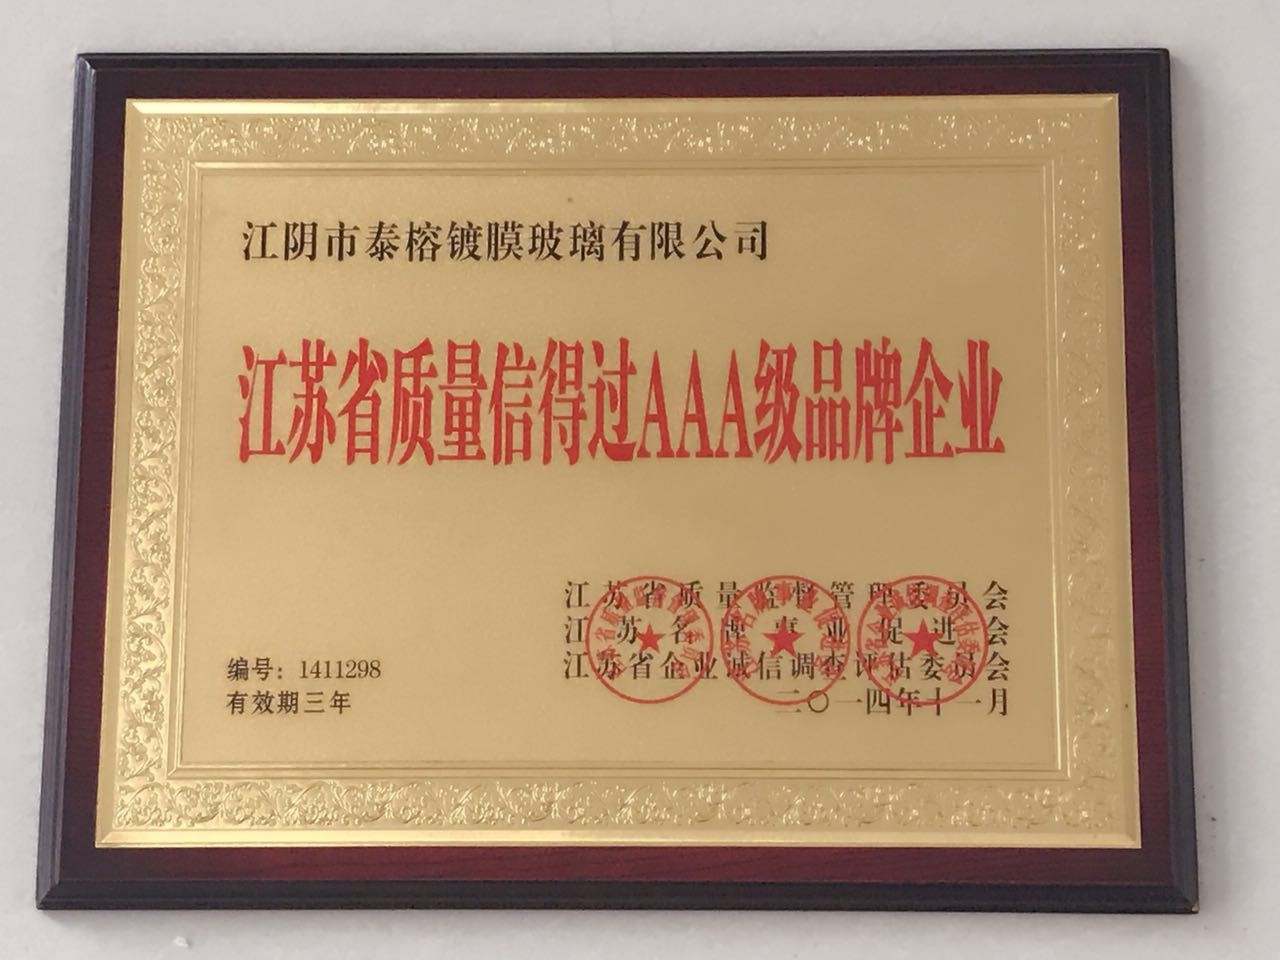 江阴市泰榕镀膜玻璃有限公司
江苏省质量信得过AAA级品牌企业
江苏省质量监督管理委员会
江苏名牌事业促进会
江苏省企业诚信调查评估委员会
二〇一四年十一月
编号：1411298
有效期三年